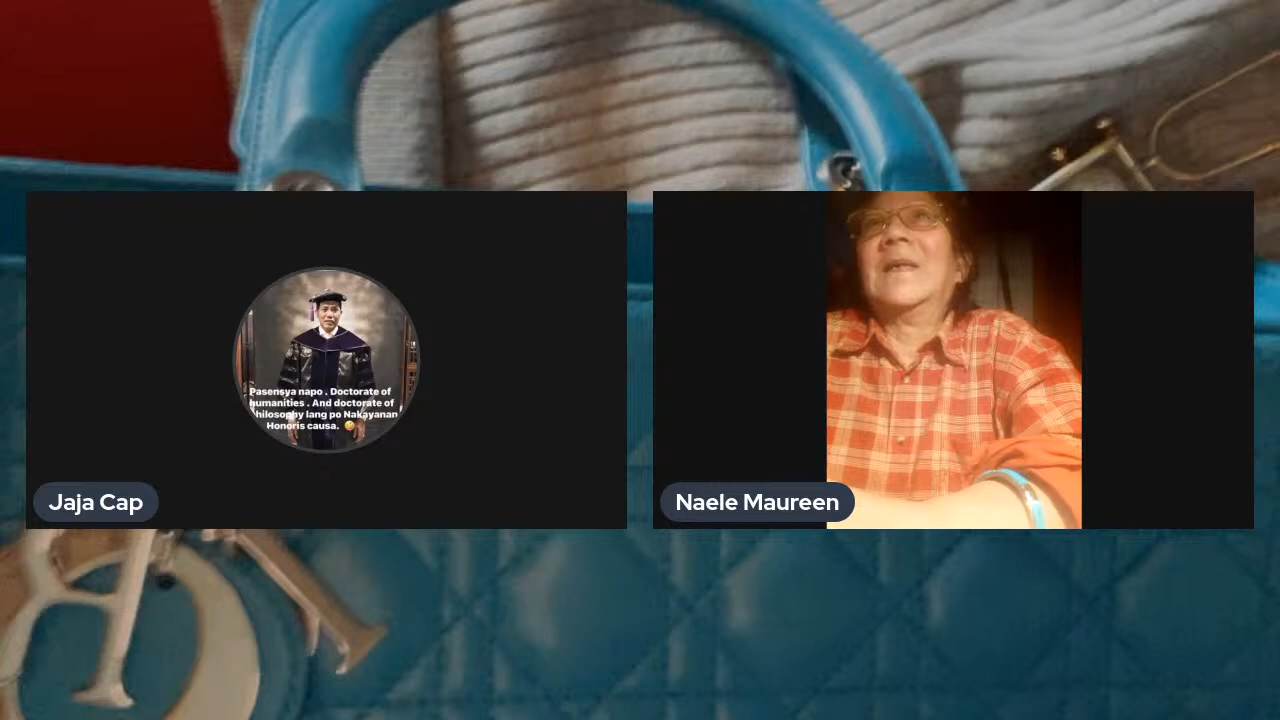 Pasensya napo . Doctorate of
humanities . And doctorate of
hilosophy lang po Nakayanan
Honoris causa. 🥹
Jaja Cap
Naele Maureen